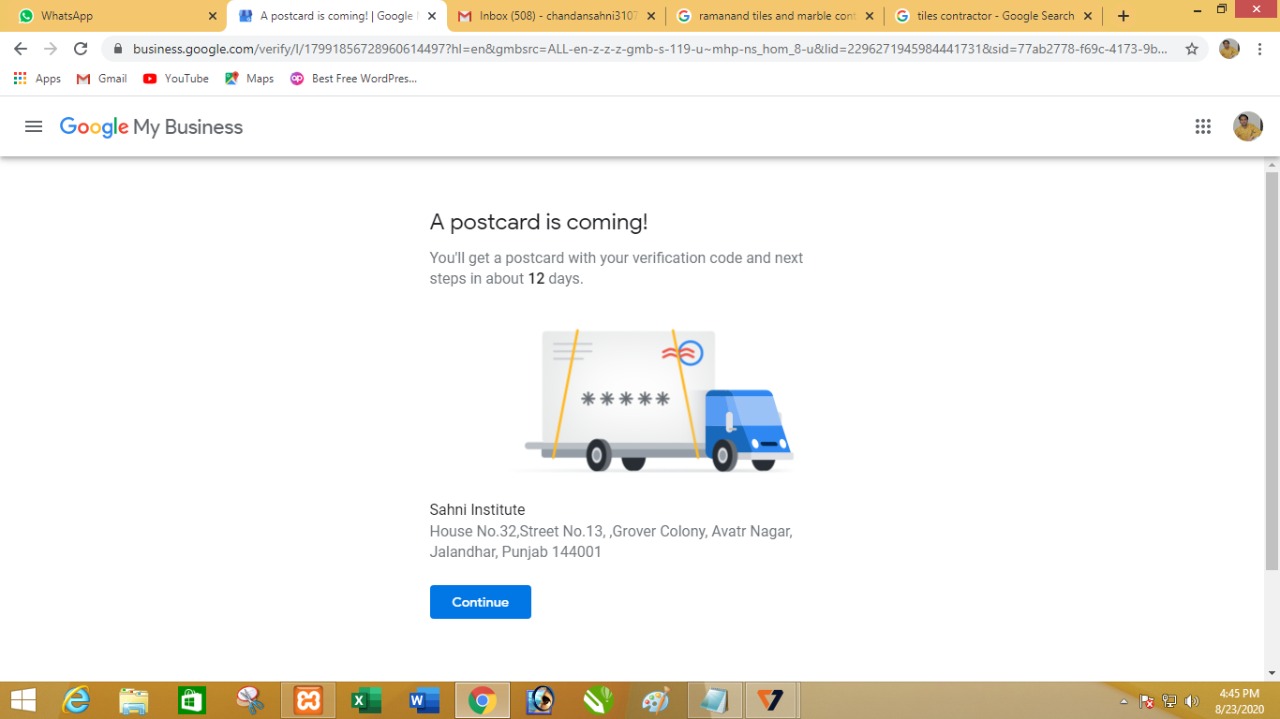 WhatsApp
A postcard is coming! | Google
Inbox (508) - chandansahni3107
ramanand tiles and marble cont
tiles contractor - Google Search
business.google.com/verify/l/17991856728960614497?hl=en&gmbsrc=ALL-en-z-z-z-gmb-s-119-u~mhp-ns_hom_8-u&lid=2296271945984441731&sid=77ab2778-f69c-4173-9b...
Apps
Gmail
YouTube
Maps
Best Free WordPres...
Google My Business
A postcard is coming!
You'll get a postcard with your verification code and next
steps in about 12 days.
*****
Sahni Institute
House No.32,Street No.13, ,Grover Colony, Avatr Nagar,
Jalandhar, Punjab 144001
Continue
4:45 PM
8/23/2020